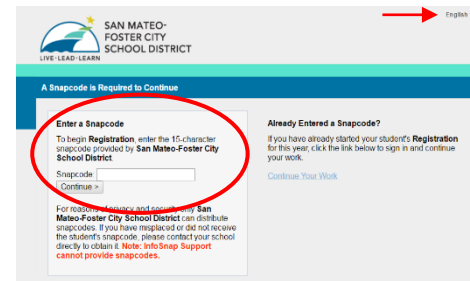 English
SAN MATEO-
FOSTER CITY
SCHOOL DISTRICT
LIVE•LEAD•LEARN
A Snapcode is Required to Continue
Enter a Snapcode
To begin Registration, enter the 15-character
snapcode provided by San Mateo-Foster City
School District.
Snapcode:
Continue >
For reasons of privacy and security only San
Mateo-Foster City School District can distribute
snapcodes. If you have misplaced or did not receive
the student's snapcode, please contact your school
directly to obtain it. Note: InfoSnap Support
cannot provide snapcodes.
Already Entered a Snapcode?
If you have already started your student's Registration
for this year, click the link below to sign in and continue
your work.
Continue Your Work